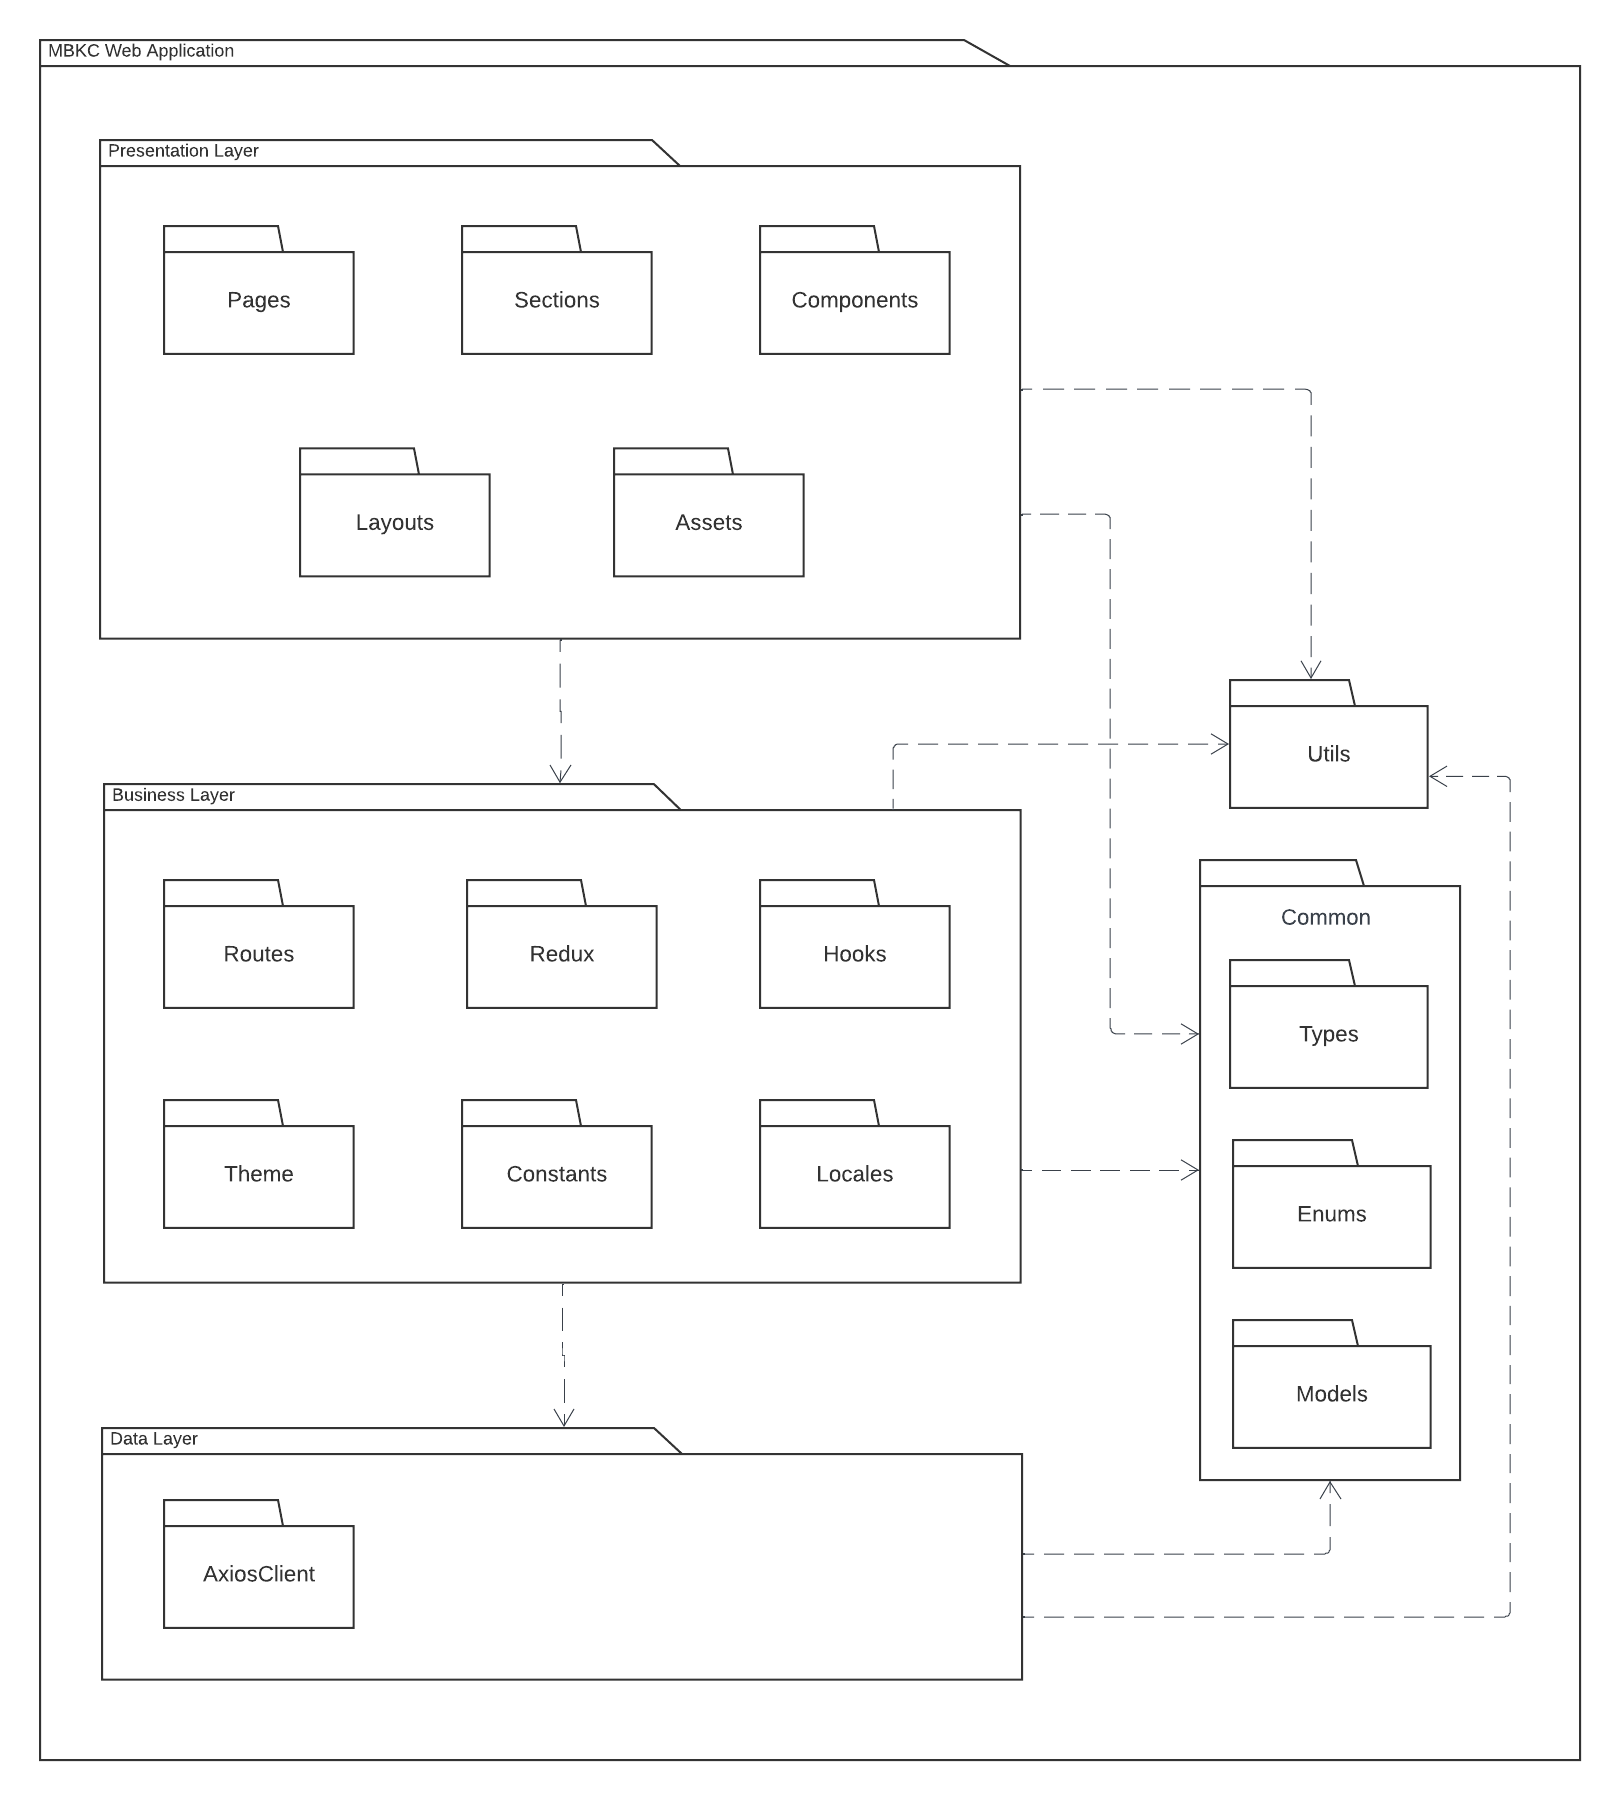 MBKC Web Application
Presentation Layer
Pages
Sections
Components
Layouts
Assets
Utils
Business Layer
Routes
Redux
Hooks
Theme
Constants
Locales
Common
Types
Enums
Models
Data Layer
AxiosClient